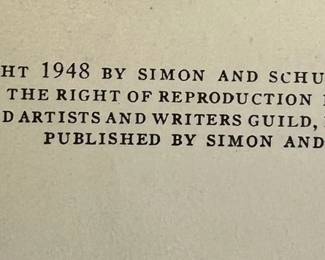 HT 1948 BY SIMON AND SCHU
THE RIGHT OF REPRODUCTION
D ARTISTS AND WRITERS GUILD,
PUBLISHED BY SIMON AND